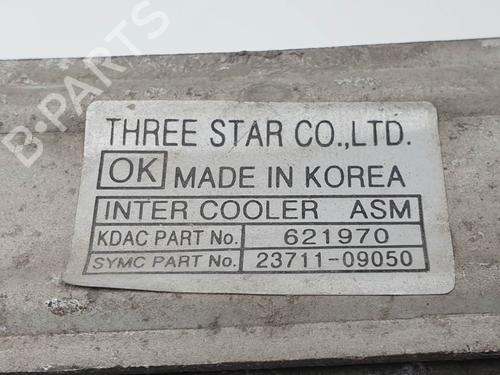 THREE STAR CO.,LTD.
OK MADE IN KOREA
INTER COOLER ASM
KDAC PART No. 621970
SYMC PART No. 23711-09050
B-PARTS